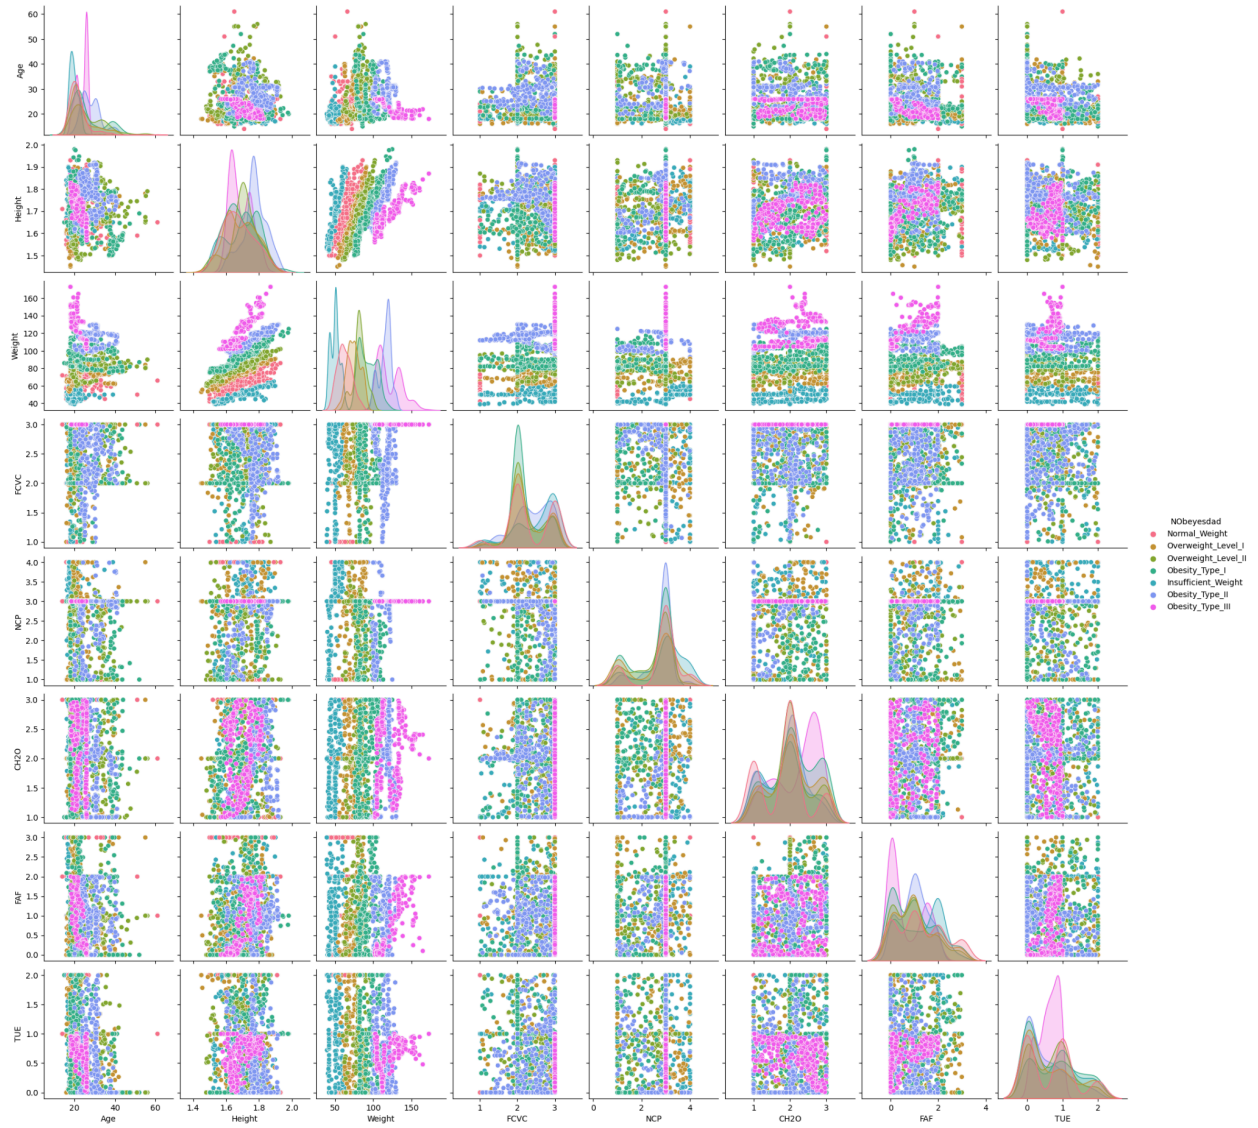 60
50
40
30
20
Age
2.0
1.9
1.8
1.7
1.6
1.5
Height
160
140
120
100
80
60
40
Weight
3.0
2.5
2.0
1.5
1.0
FCVC
4.0
3.5
3.0
2.5
2.0
1.5
1.0
NCP
3.0
2.5
2.0
1.5
1.0
CH2O
3.0
2.5
2.0
1.5
1.0
0.5
0.0
FAF
2.0
1.5
1.0
0.5
0.0
TUE
20 40 60
Age
1.4 1.6 1.8 2.0
Height
50 100 150
Weight
1 2 3
FCVC
0 2 4
NCP
1 2 3
CH2O
0 2 4
FAF
0 1 2
TUE
NObeyesdad
Normal_Weight
Overweight_Level_I
Overweight_Level_II
Obesity_Type_I
Insufficient_Weight
Obesity_Type_II
Obesity_Type_III